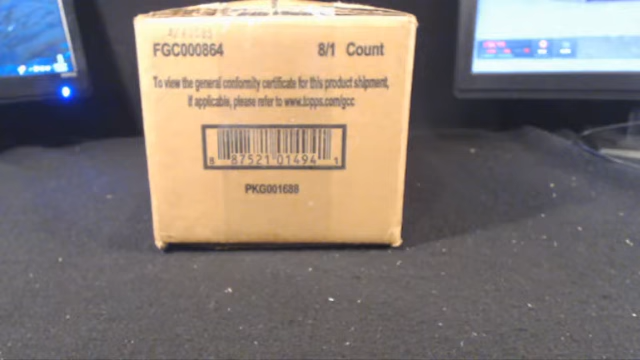 FGC000864 8/1 Count
To view the general conformity certificate for this product shipment,
if applicable, please refer to www.topps.com/gcc
8 87521 01494 1
PKG001688